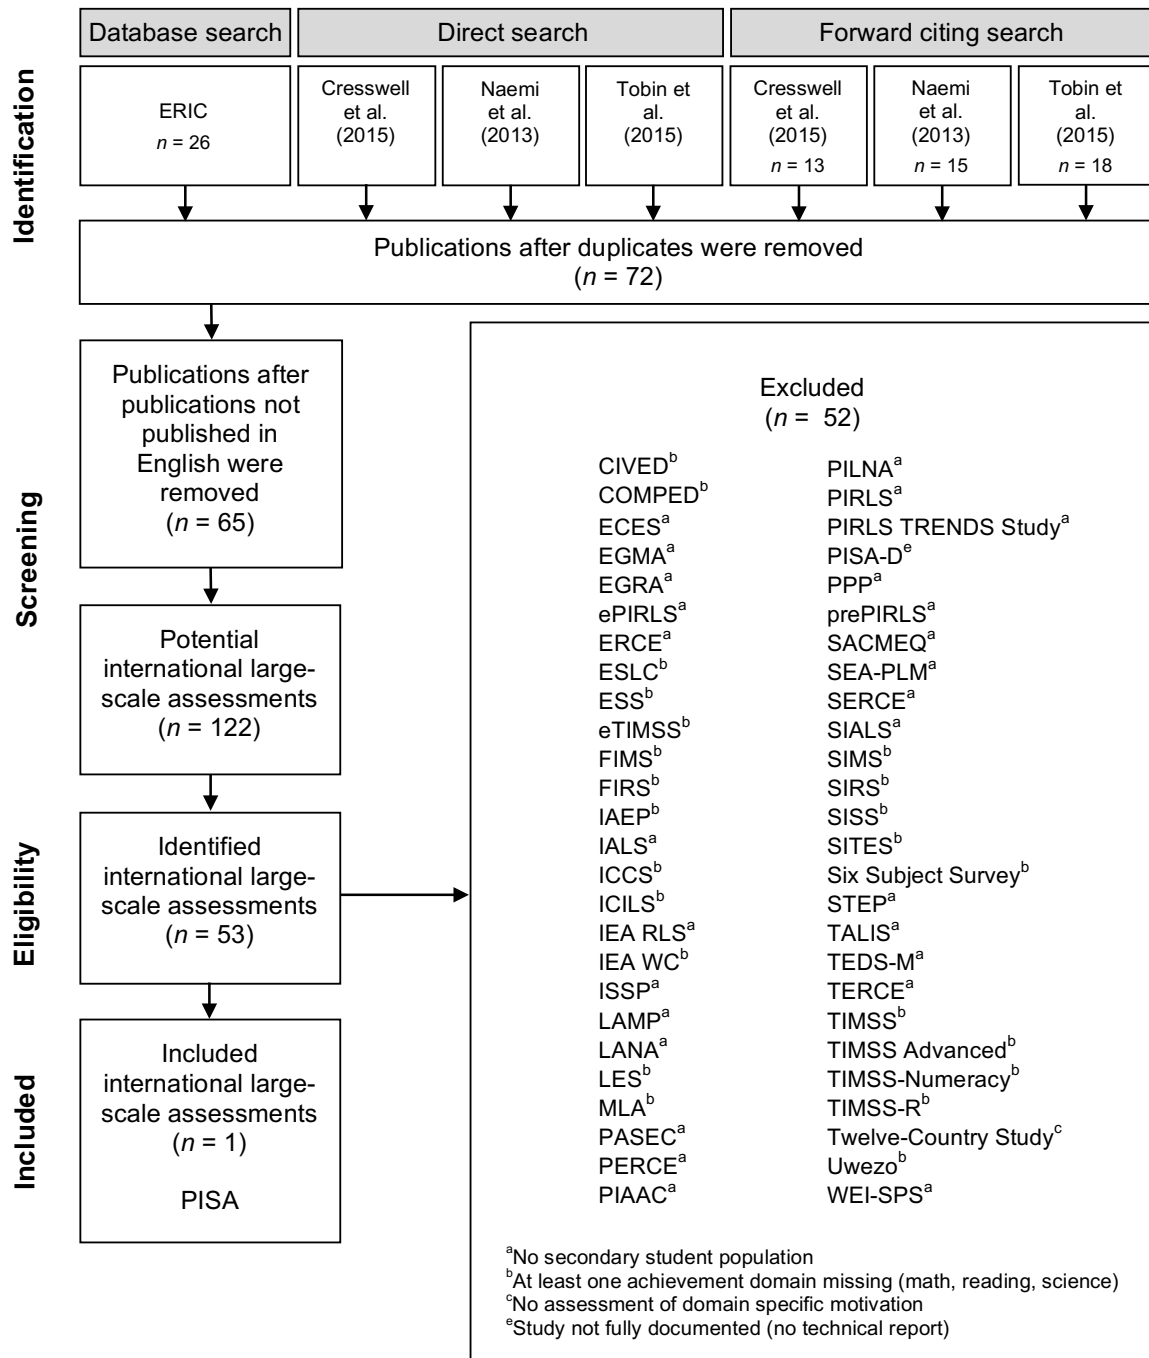 Database search
Direct search
Forward citing search
Identification
ERIC
n = 26
Cresswell
et al.
(2015)
Naemi
et al.
(2013)
Tobin et
al.
(2015)
Cresswell
et al.
(2015)
n = 13
Naemi
et al.
(2013)
n = 15
Tobin et
al.
(2015)
n = 18
Publications after duplicates were removed
(n = 72)
Screening
Publications after
publications not
published in
English were
removed
(n = 65)
Potential
international large-
scale assessments
(n = 122)
Eligibility
Identified
international large-
scale assessments
(n = 53)
Included
Included
international large-
scale assessments
(n = 1)
PISA
Excluded
(n = 52)
CIVEDᵇ
COMPEDᵇ
ECESᵃ
EGMAᵃ
EGRAᵃ
ePIRLSᵃ
ERCEᵃ
ESLCᵇ
ESSᵇ
eTIMSSᵇ
FIMSᵇ
FIRSᵇ
IAEPᵇ
IALSᵃ
ICCSᵇ
ICILSᵇ
IEA RLSᵃ
IEA WCᵇ
ISSPᵃ
LAMPᵃ
LANAᵃ
LESᵇ
MLAᵇ
PASECᵃ
PERCEᵃ
PIAACᵃ
PILNAᵃ
PIRLSᵃ
PIRLS TRENDS Studyᵃ
PISA-Dᵉ
PPPᵃ
prePIRLSᵃ
SACMEQᵃ
SEA-PLMᵃ
SERCEᵃ
SIALSᵃ
SIMSᵇ
SIRSᵇ
SISSᵇ
SITESᵇ
Six Subject Surveyᵇ
STEPᵃ
TALISᵃ
TEDS-Mᵃ
TERCEᵃ
TIMSSᵇ
TIMSS Advancedᵇ
TIMSS-Numeracyᵇ
TIMSS-Rᵇ
Twelve-Country Studyᶜ
Uwezoᵇ
WEI-SPSᵃ
ᵃNo secondary student population
ᵇAt least one achievement domain missing (math, reading, science)
ᶜNo assessment of domain specific motivation
ᵉStudy not fully documented (no technical report)